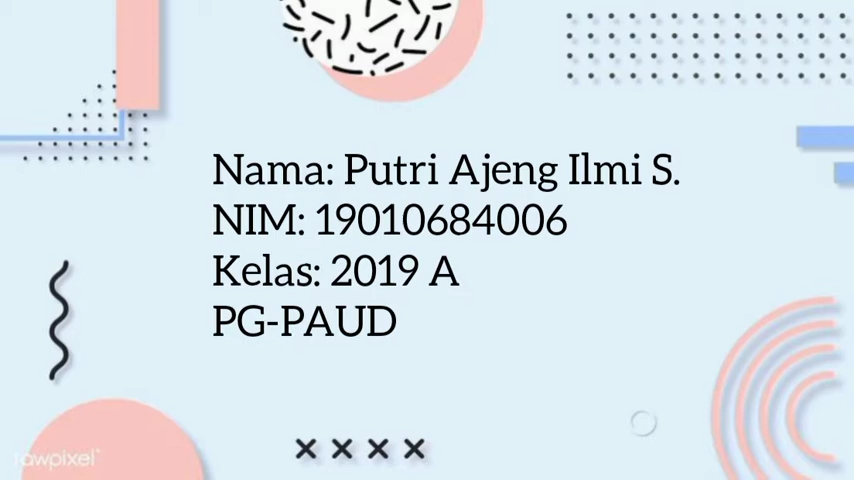 Nama: Putri Ajeng Ilmi S.
NIM: 19010684006
Kelas: 2019 A
PG-PAUD
rawpixel